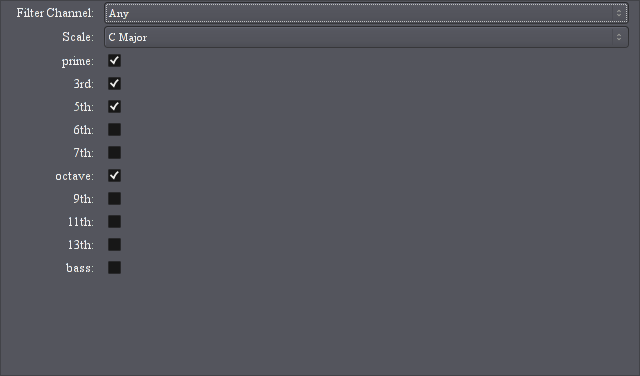 Filter Channel: Any
Scale: C Major
prime:
3rd:
5th:
6th:
7th:
octave:
9th:
11th:
13th:
bass: